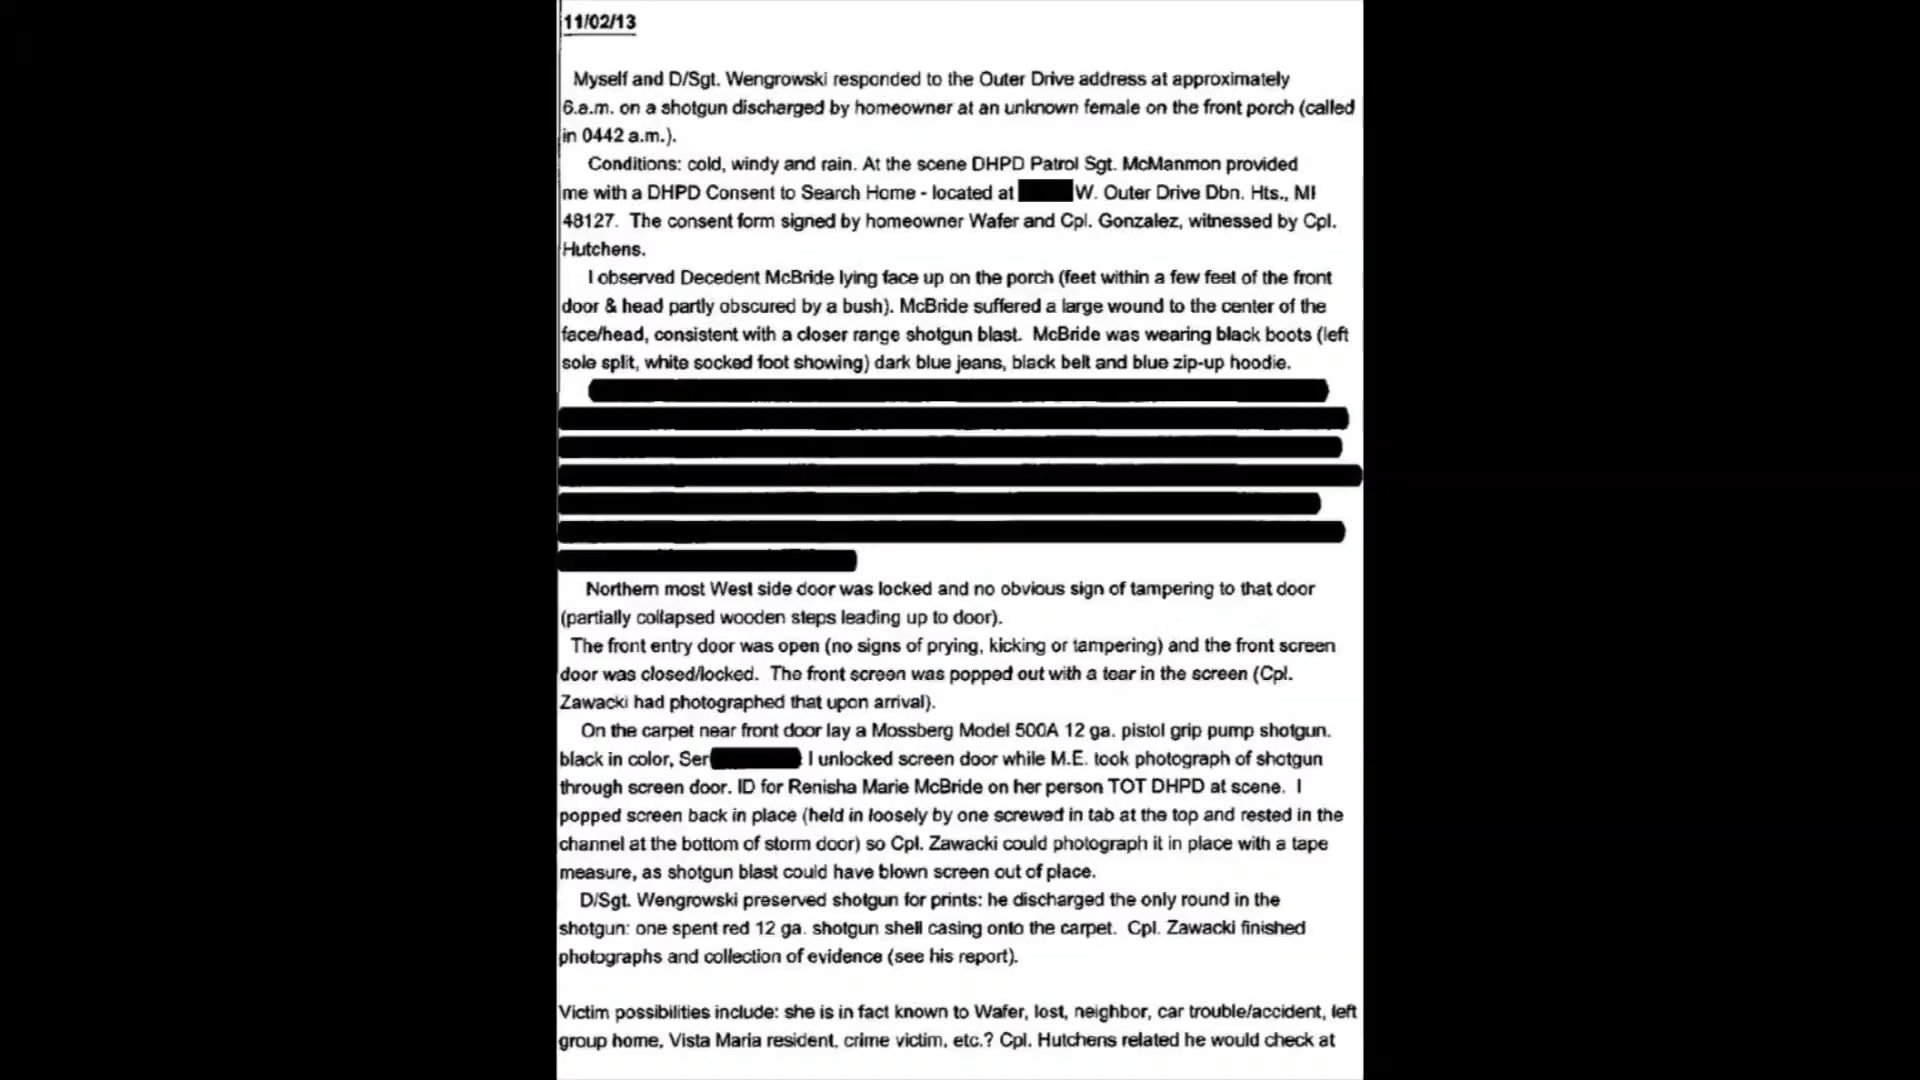 11/02/13
Myself and D/Sgt. Wengrowski responded to the Outer Drive address at approximately
6.a.m. on a shotgun discharged by homeowner at an unknown female on the front porch (called
in 0442 a.m.).
Conditions: cold, windy and rain. At the scene DHPD Patrol Sgt. McManmon provided
me with a DHPD Consent to Search Home - located at W. Outer Drive Dbn. Hts., MI
48127. The consent form signed by homeowner Wafer and Cpl. Gonzalez, witnessed by Cpl.
Hutchens.
I observed Decedent McBride lying face up on the porch (feet within a few feet of the front
door & head partly obscured by a bush). McBride suffered a large wound to the center of the
face/head, consistent with a closer range shotgun blast. McBride was wearing black boots (left
sole split, white socked foot showing) dark blue jeans, black belt and blue zip-up hoodie.
Northern most West side door was locked and no obvious sign of tampering to that door
(partially collapsed wooden steps leading up to door).
The front entry door was open (no signs of prying, kicking or tampering) and the front screen
door was closed/locked. The front screen was popped out with a tear in the screen (Cpl.
Zawacki had photographed that upon arrival).
On the carpet near front door lay a Mossberg Model 500A 12 ga. pistol grip pump shotgun.
black in color, Ser I unlocked screen door while M.E. took photograph of shotgun
through screen door. ID for Renisha Marie McBride on her person TOT DHPD at scene. I
popped screen back in place (held in loosely by one screwed in tab at the top and rested in the
channel at the bottom of storm door) so Cpl. Zawacki could photograph it in place with a tape
measure, as shotgun blast could have blown screen out of place.
D/Sgt. Wengrowski preserved shotgun for prints: he discharged the only round in the
shotgun: one spent red 12 ga. shotgun shell casing onto the carpet. Cpl. Zawacki finished
photographs and collection of evidence (see his report).
Victim possibilities include: she is in fact known to Wafer, lost, neighbor, car trouble/accident, left
group home, Vista Maria resident, crime victim, etc.? Cpl. Hutchens related he would check at